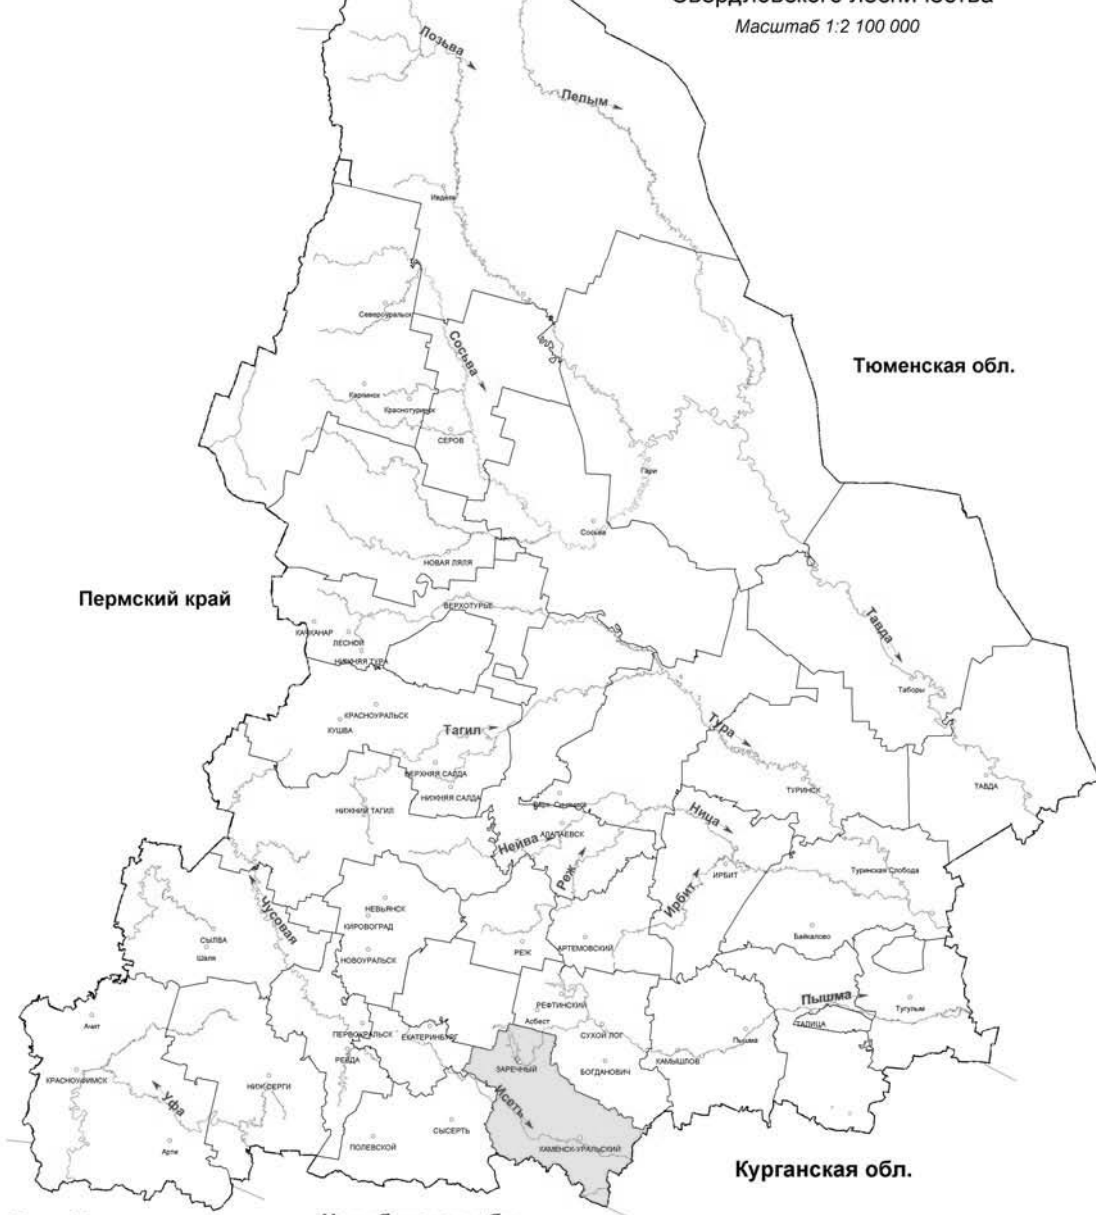 Свердловского лесничества
Масштаб 1:2 100 000
Лозьва
Пелым
Ивдель
Североуральск
Сосьва
Тюменская обл.
Карпинск
Краснотурьинск
СЕРОВ
Гари
Сосьва
НОВАЯ ЛЯЛЯ
Пермский край
ВЕРХОТУРЬЕ
КАЧКАНАР
ЛЕСНОЙ
НИЖНЯЯ ТУРА
Тавда
Таборы
КРАСНОУРАЛЬСК
КУШВА
Тагил
Тура
ВЕРХНЯЯ САЛДА
НИЖНЯЯ САЛДА
ТУРИНСК
ТАВДА
НИЖНИЙ ТАГИЛ
Ница
АЛАПАЕВСК
Нейва
Реж
ИРБИТ
Ирбит
Туринская Слобода
Чусовая
НЕВЬЯНСК
КИРОВОГРАД
СЫЛВА
Шаля
НОВОУРАЛЬСК
РЕЖ
АРТЕМОВСКИЙ
Байкалово
Пышма
РЕФТИНСКИЙ
Асбест
Тугулым
ТАЛИЦА
Ачит
ПЕРВОУРАЛЬСК
ЕКАТЕРИНБУРГ
СУХОЙ ЛОГ
Пышма
РЕВДА
КАМЫШЛОВ
ЗАРЕЧНЫЙ
БОГДАНОВИЧ
КРАСНОУФИМСК
НИЖ.СЕРГИ
Уфа
Исеть
СЫСЕРТЬ
ПОЛЕВСКОЙ
Арти
КАМЕНСК-УРАЛЬСКИЙ
Курганская обл.